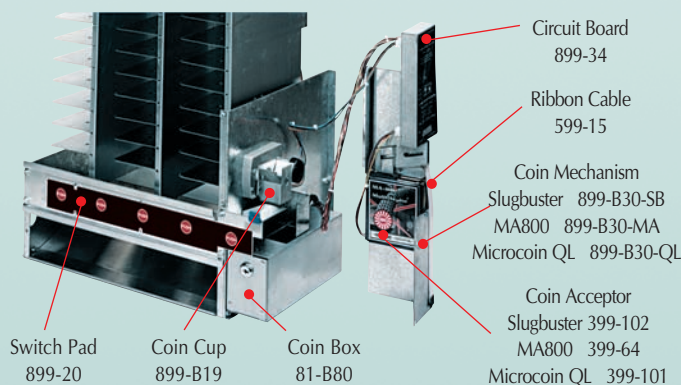 Circuit Board
899-34
Ribbon Cable
599-15
Coin Mechanism
Slugbuster 899-B30-SB
MA800 899-B30-MA
Microcoin QL 899-B30-QL
Coin Acceptor
Slugbuster 399-102
MA800 399-64
Microcoin QL 399-101
Switch Pad
899-20
Coin Cup
899-B19
Coin Box
81-B80